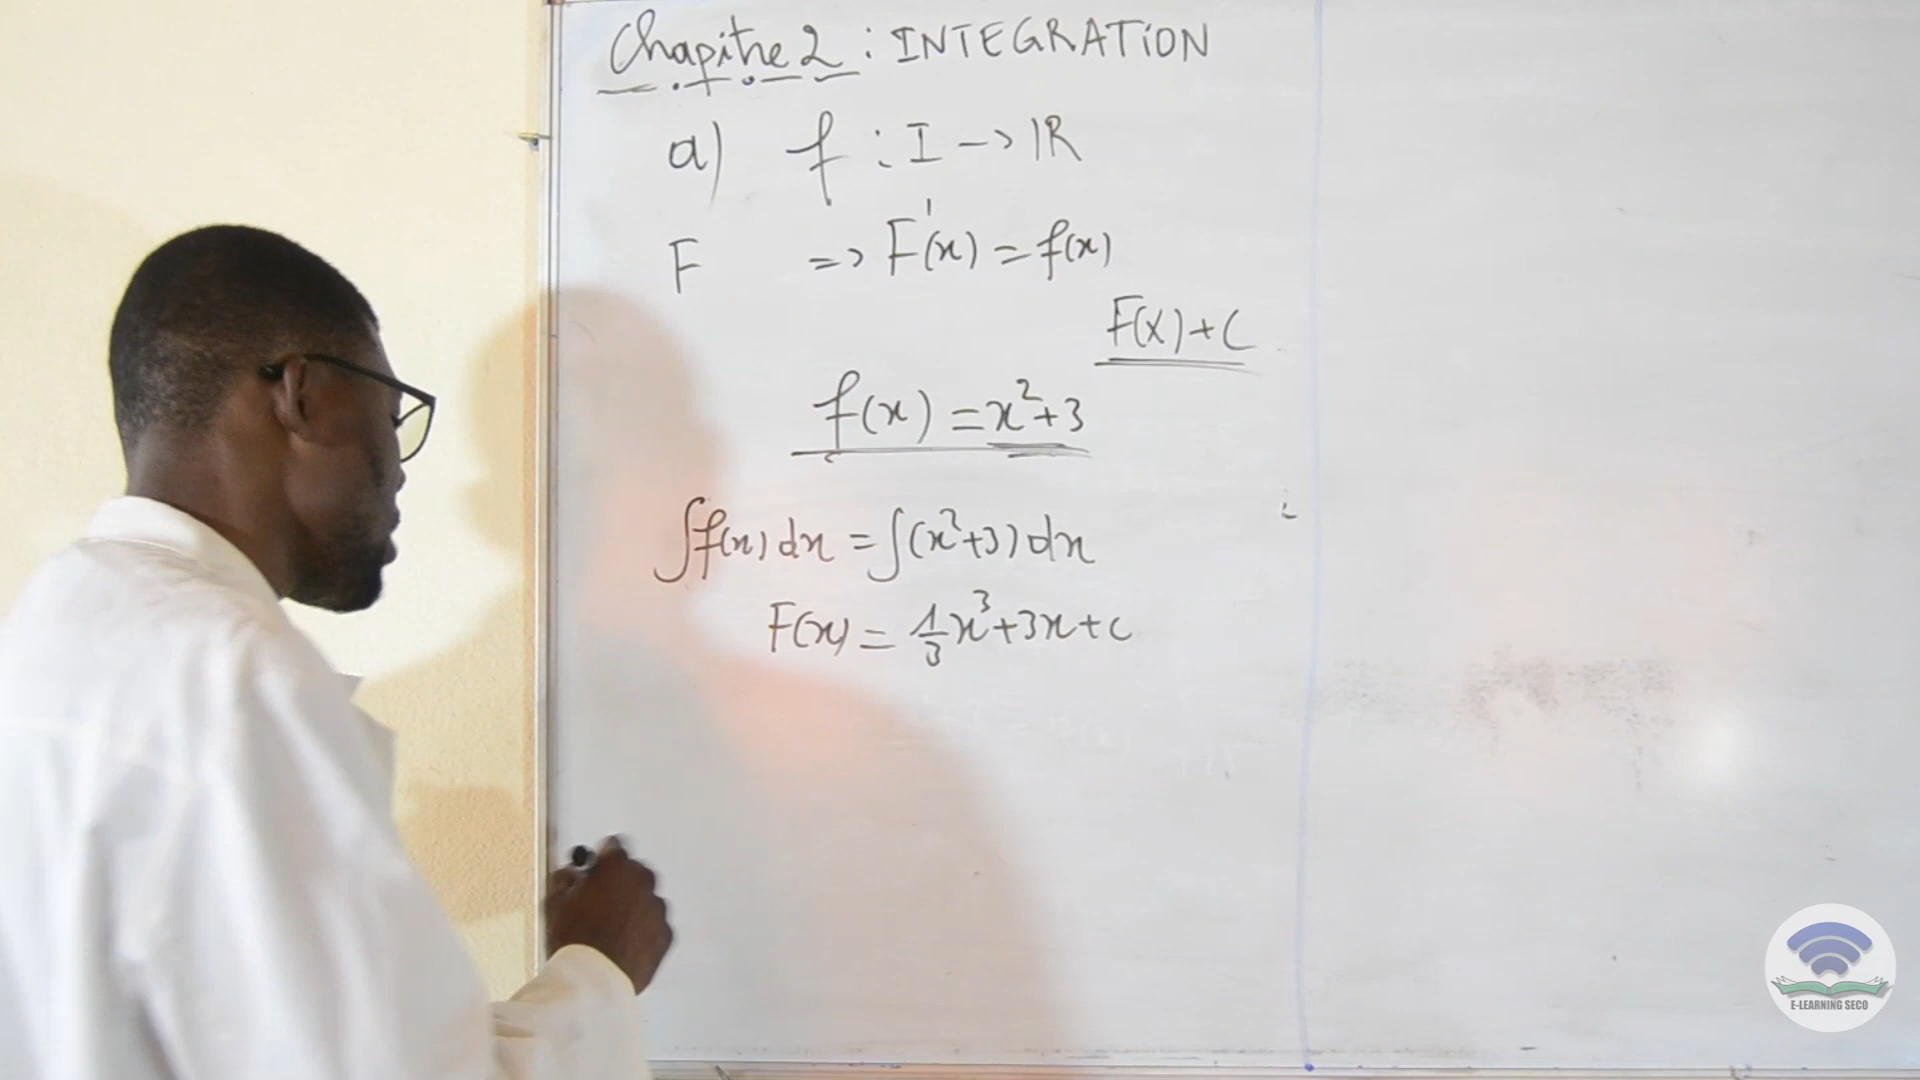 Chapitre 2 : INTEGRATION
a) f : I -> IR
F => F'(x) = f(x)
F(x) + C
f(x) = x² + 3
∫f(x) dx = ∫(x² + 3) dx
F(x) = 1/3 x³ + 3x + c
E-LEARNING SECO